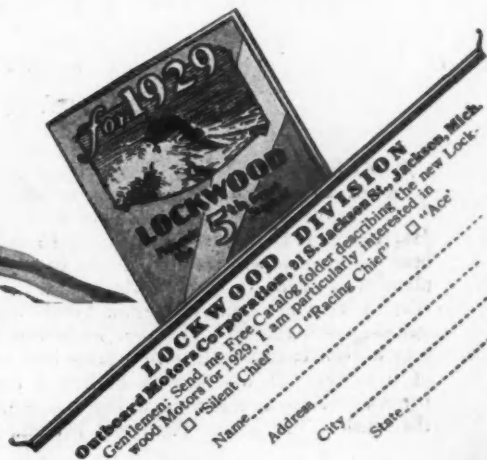 for 1929
LOCKWOOD
5th
LOCKWOOD DIVISION
Outboard Motors Corporation, 91 S. Jackson St., Jackson, Mich.
Gentlemen: Send me Free Catalog folder describing the new Lock-
wood Motors for 1929. I am particularly interested in
□ "Silent Chief" □ "Racing Chief" □ "Ace"
Name
Address
City
State